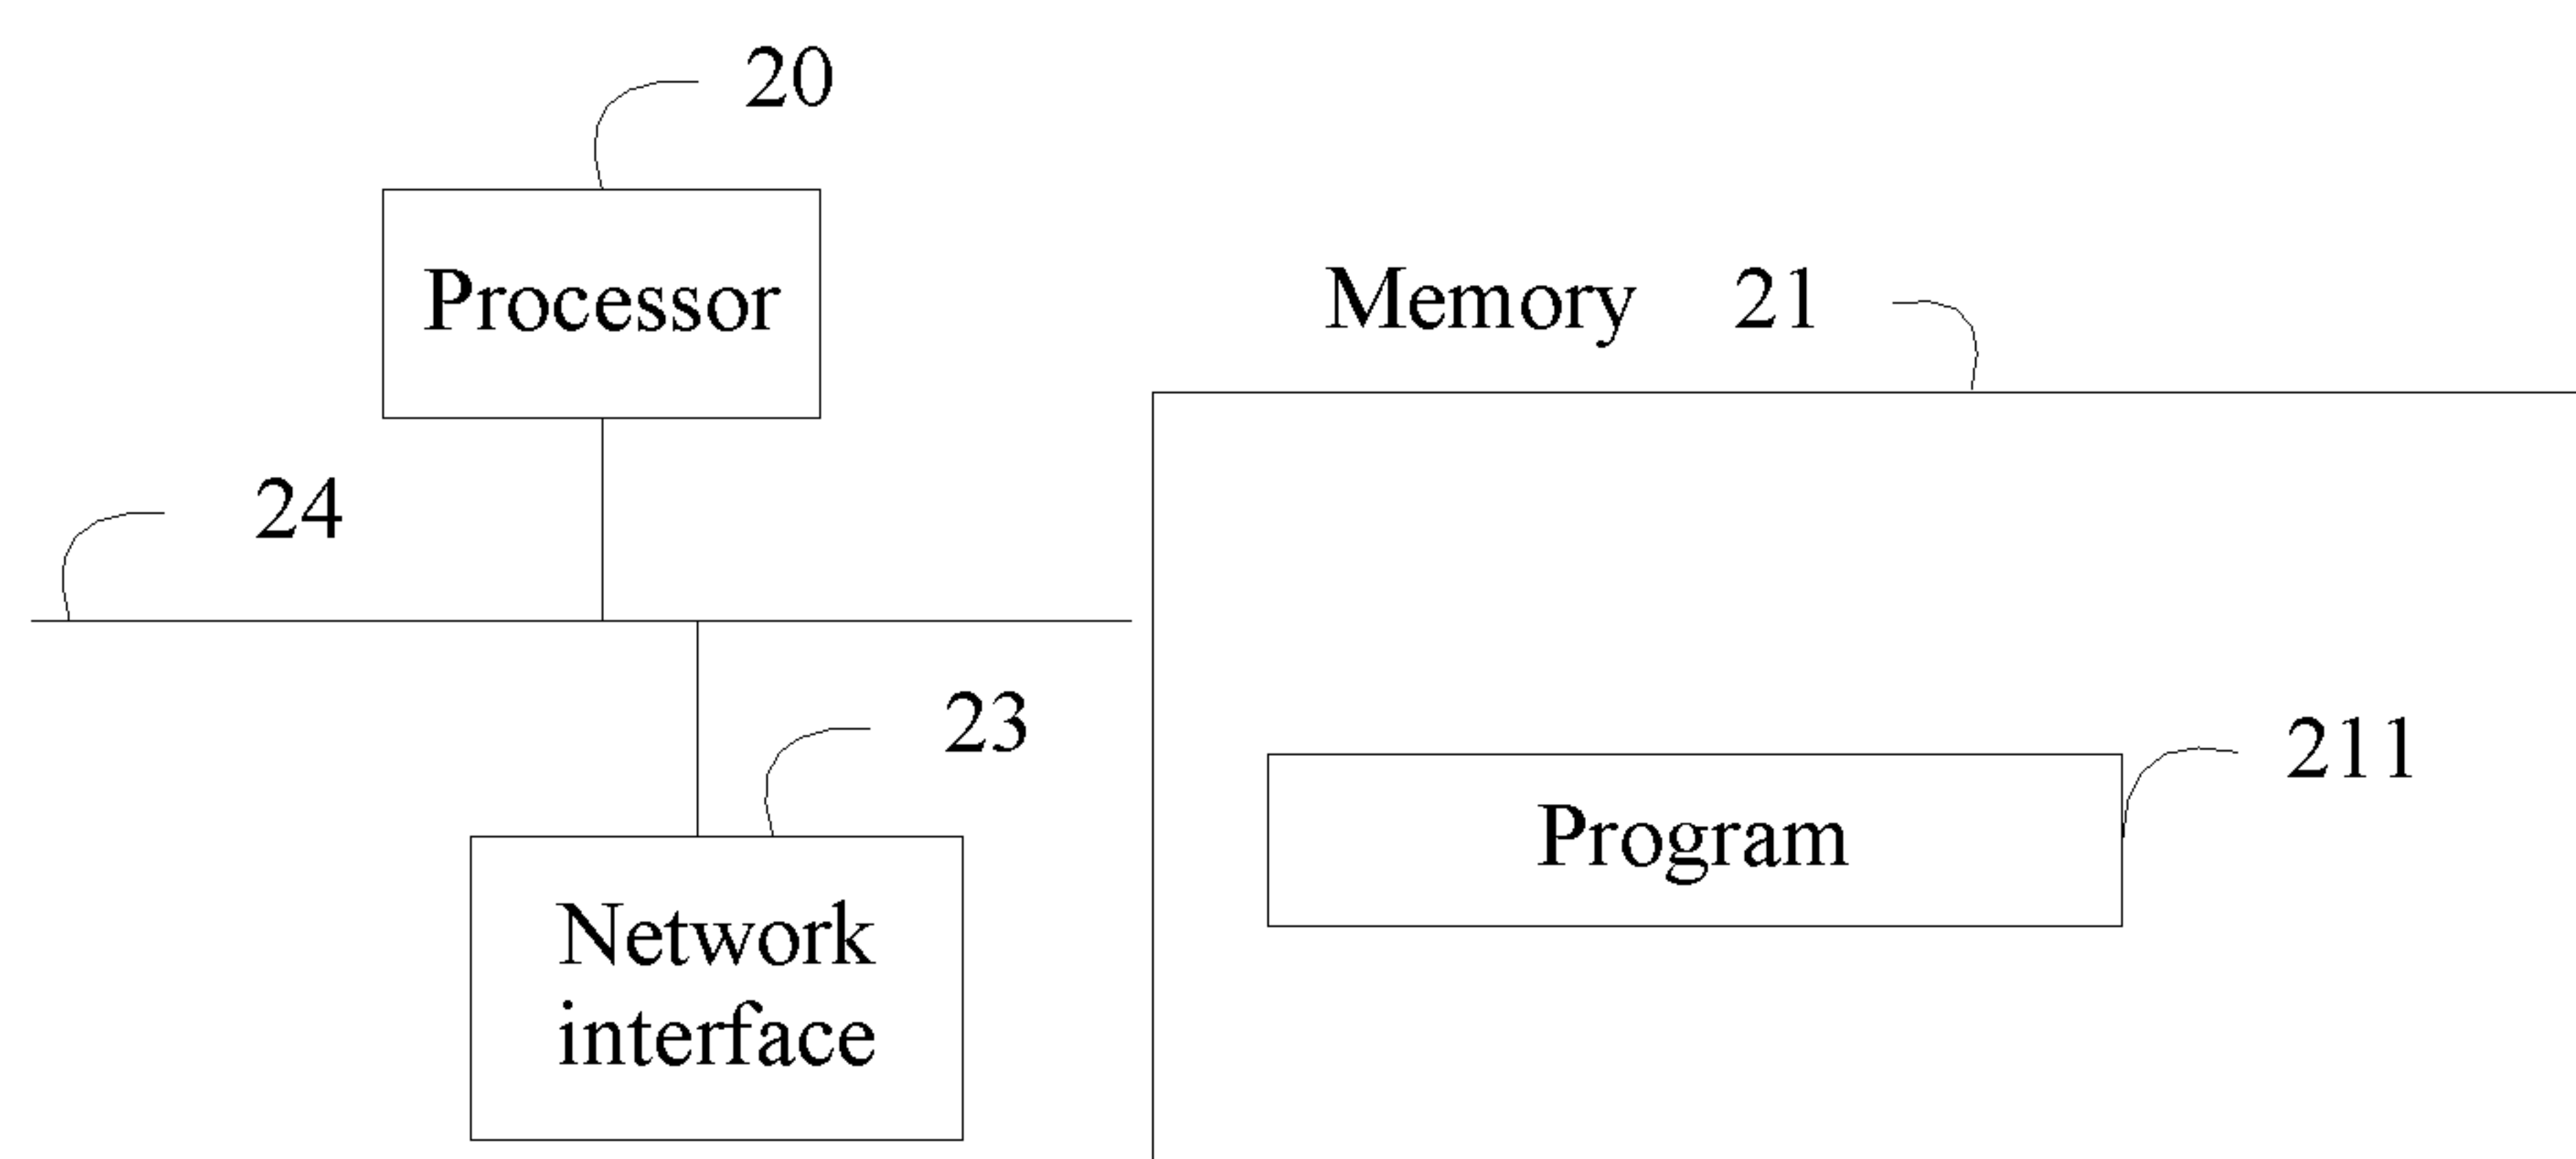 20
Processor
Memory 21
24
23
211
Program
Network
interface